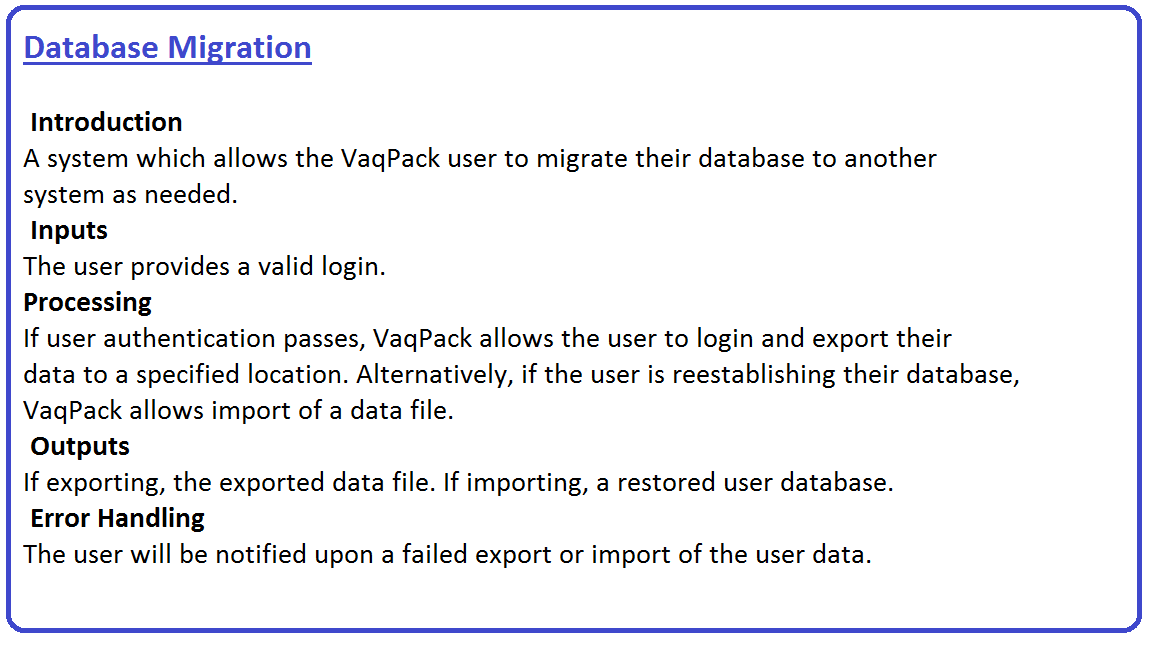 Database Migration
Introduction
A system which allows the VaqPack user to migrate their database to another
system as needed.
Inputs
The user provides a valid login.
Processing
If user authentication passes, VaqPack allows the user to login and export their
data to a specified location. Alternatively, if the user is reestablishing their database,
VaqPack allows import of a data file.
Outputs
If exporting, the exported data file. If importing, a restored user database.
Error Handling
The user will be notified upon a failed export or import of the user data.